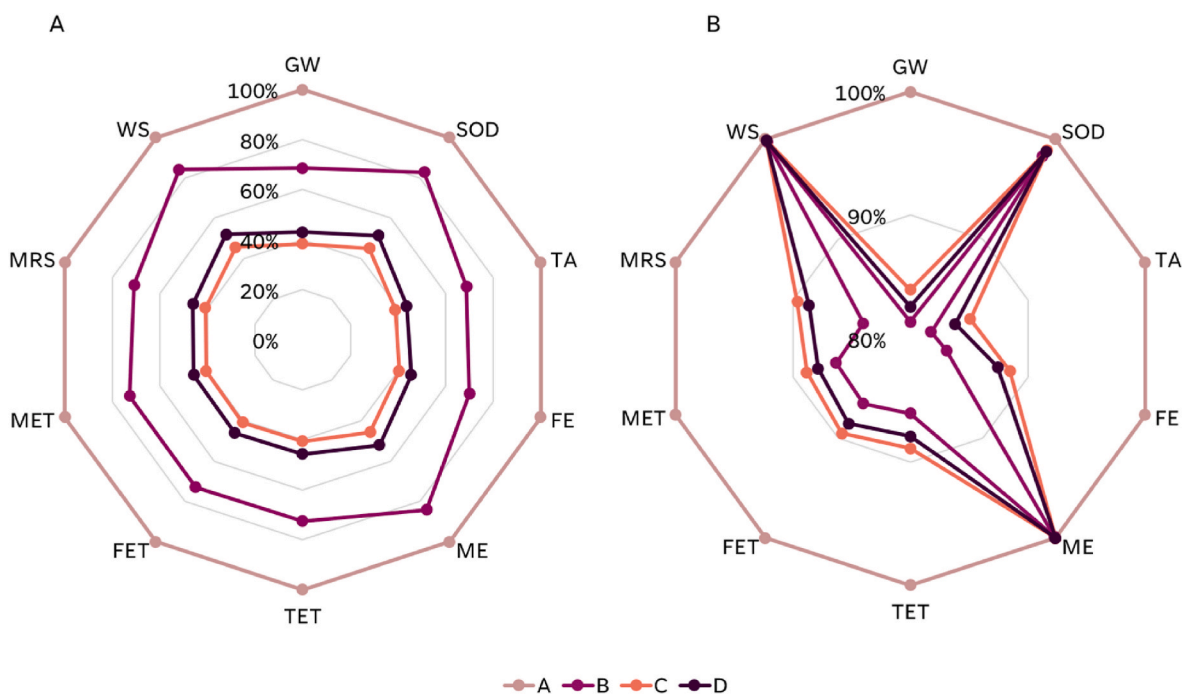 A
B
GW
100%
WS
SOD
80%
60%
40%
20%
0%
MRS
TA
MET
FE
FET
ME
TET
GW
100%
WS
SOD
90%
80%
MRS
TA
MET
FE
FET
ME
TET
A B C D